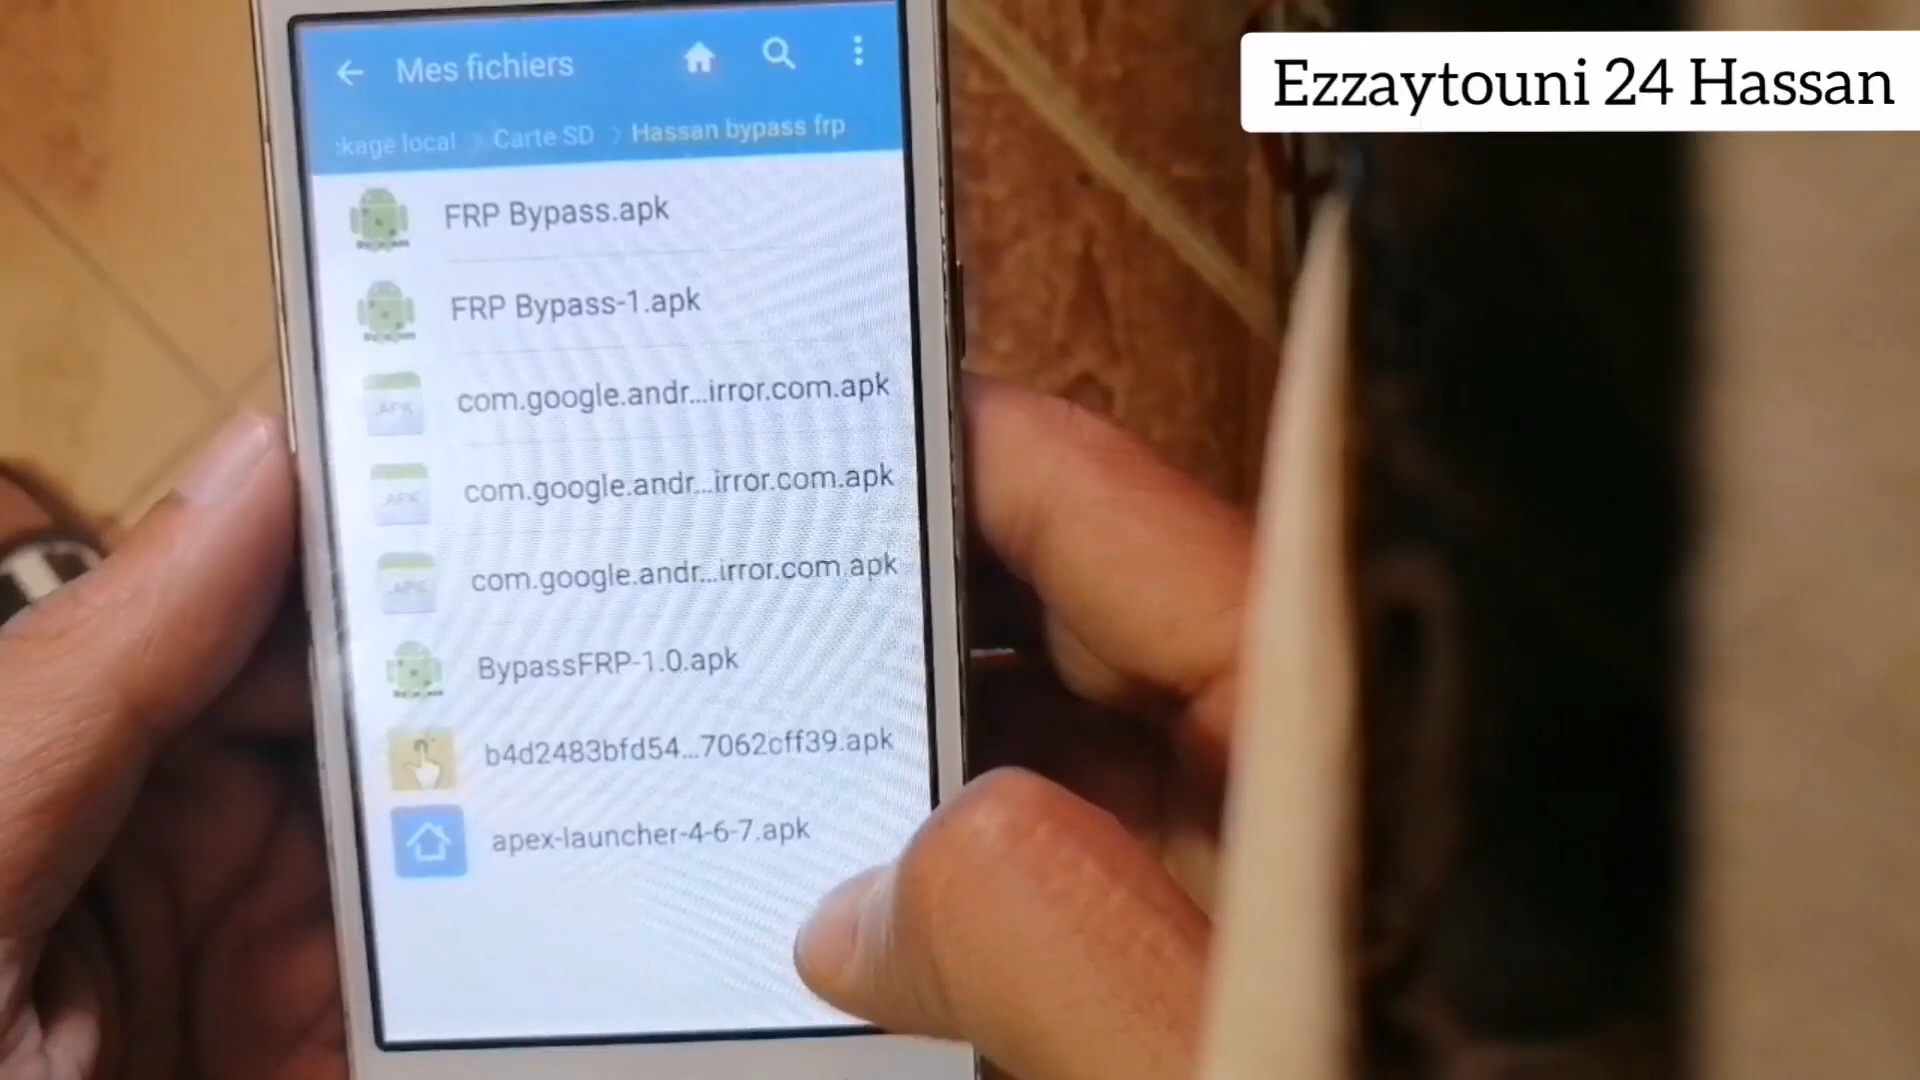 Ezzaytouni 24 Hassan
Mes fichiers
kage local > Carte SD > Hassan bypass frp
FRP Bypass.apk
FRP Bypass-1.apk
com.google.andr...irror.com.apk
com.google.andr...irror.com.apk
com.google.andr...irror.com.apk
BypassFRP-1.0.apk
b4d2483bfd54...7062cff39.apk
apex-launcher-4-6-7.apk